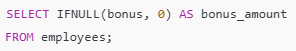 SELECT IFNULL(bonus, 0) AS bonus_amount
FROM employees;